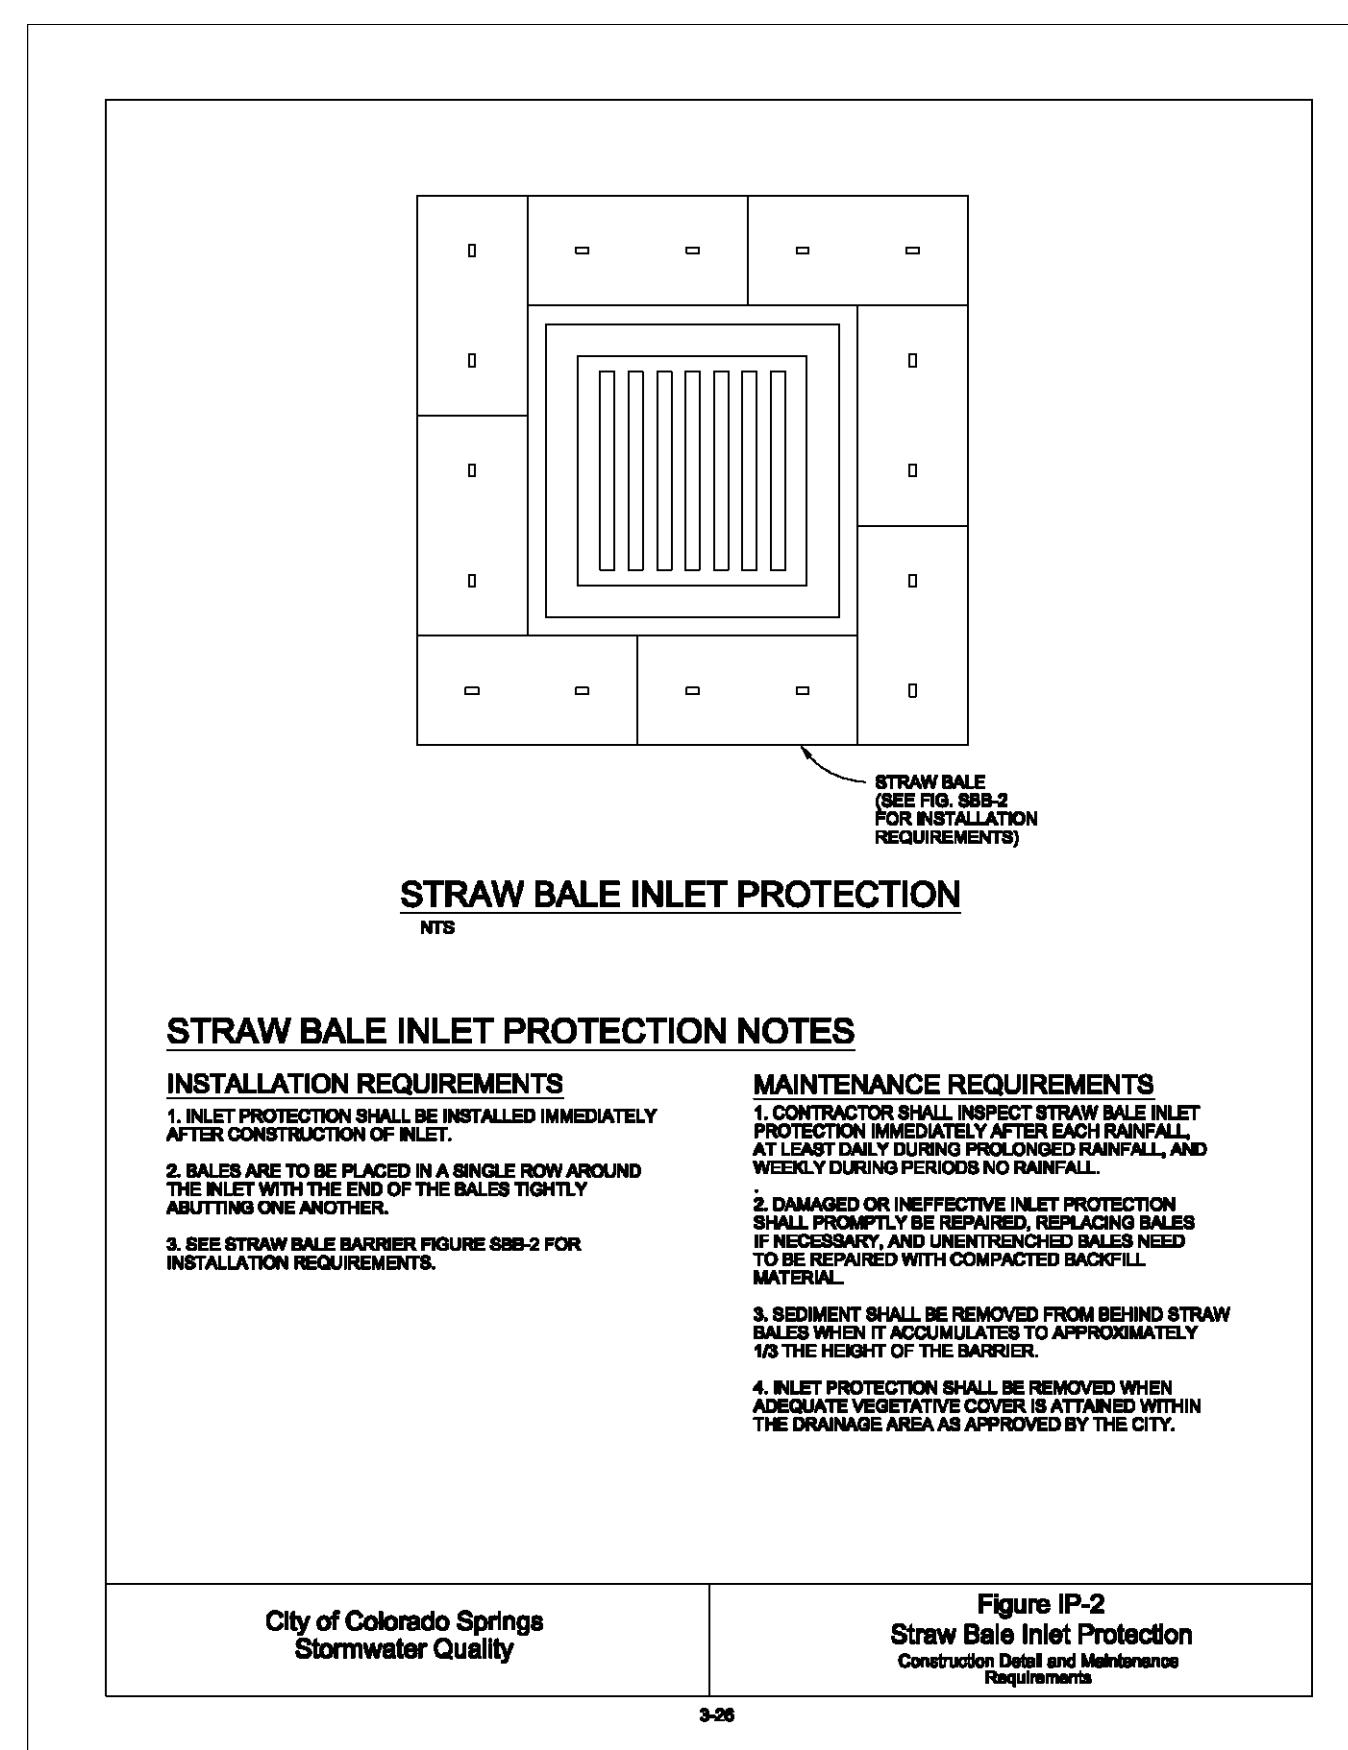 STRAW BALE
(SEE FIG. SBB-2
FOR INSTALLATION
REQUIREMENTS)
STRAW BALE INLET PROTECTION
NTS
STRAW BALE INLET PROTECTION NOTES
INSTALLATION REQUIREMENTS
1. INLET PROTECTION SHALL BE INSTALLED IMMEDIATELY
AFTER CONSTRUCTION OF INLET.
2. BALES ARE TO BE PLACED IN A SINGLE ROW AROUND
THE INLET WITH THE END OF THE BALES TIGHTLY
ABUTTING ONE ANOTHER.
3. SEE STRAW BALE BARRIER FIGURE SBB-2 FOR
INSTALLATION REQUIREMENTS.
MAINTENANCE REQUIREMENTS
1. CONTRACTOR SHALL INSPECT STRAW BALE INLET
PROTECTION IMMEDIATELY AFTER EACH RAINFALL,
AT LEAST DAILY DURING PROLONGED RAINFALL, AND
WEEKLY DURING PERIODS NO RAINFALL.
.
2. DAMAGED OR INEFFECTIVE INLET PROTECTION
SHALL PROMPTLY BE REPAIRED, REPLACING BALES
IF NECESSARY, AND UNENTRENCHED BALES NEED
TO BE REPAIRED WITH COMPACTED BACKFILL
MATERIAL.
3. SEDIMENT SHALL BE REMOVED FROM BEHIND STRAW
BALES WHEN IT ACCUMULATES TO APPROXIMATELY
1/3 THE HEIGHT OF THE BARRIER.
4. INLET PROTECTION SHALL BE REMOVED WHEN
ADEQUATE VEGETATIVE COVER IS ATTAINED WITHIN
THE DRAINAGE AREA AS APPROVED BY THE CITY.
City of Colorado Springs
Stormwater Quality
Figure IP-2
Straw Bale Inlet Protection
Construction Detail and Maintenance
Requirements
3-26